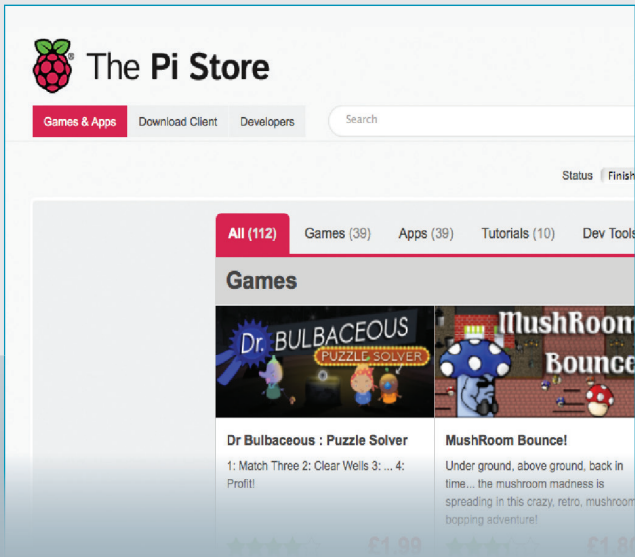 The Pi Store
Games & Apps Download Client Developers Search
Status Finish
All (112) Games (39) Apps (39) Tutorials (10) Dev Tools
Games
Dr. BULBACEOUS
PUZZLE SOLVER
MushRoom
Bounce
Dr Bulbaceous : Puzzle Solver
1: Match Three 2: Clear Wells 3: ... 4:
Profit!
MushRoom Bounce!
Under ground, above ground, back in
time... the mushroom madness is
spreading in this crazy, retro, mushroom
bopping adventure!
£1.99